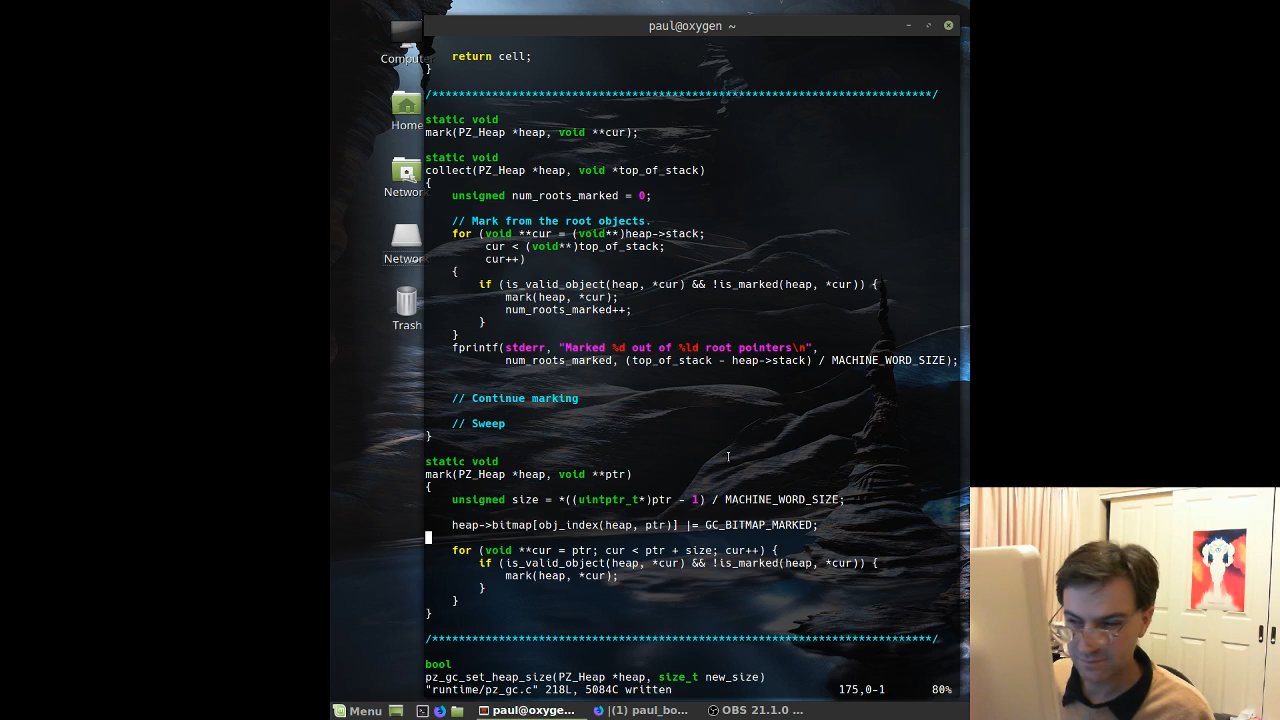 paul@oxygen ~
    return cell;
}
/****************************************************************************/
static void
mark(PZ_Heap *heap, void **cur);
static void
collect(PZ_Heap *heap, void *top_of_stack)
{
    unsigned num_roots_marked = 0;
    // Mark from the root objects.
    for (void **cur = (void**)heap->stack;
         cur < (void**)top_of_stack;
         cur++)
    {
        if (is_valid_object(heap, *cur) && !is_marked(heap, *cur)) {
            mark(heap, *cur);
            num_roots_marked++;
        }
    }
    fprintf(stderr, "Marked %d out of %ld root pointers\n",
            num_roots_marked, (top_of_stack - heap->stack) / MACHINE_WORD_SIZE);
    // Continue marking
    // Sweep
}
static void
mark(PZ_Heap *heap, void **ptr)
{
    unsigned size = *((uintptr_t*)ptr - 1) / MACHINE_WORD_SIZE;
    heap->bitmap[obj_index(heap, ptr)] |= GC_BITMAP_MARKED;
    for (void **cur = ptr; cur < ptr + size; cur++) {
        if (is_valid_object(heap, *cur) && !is_marked(heap, *cur)) {
            mark(heap, *cur);
        }
    }
}
/****************************************************************************/
bool
pz_gc_set_heap_size(PZ_Heap *heap, size_t new_size)
"runtime/pz_gc.c" 218L, 5084C written 175,0-1 80%
Comput
Home
Network
Network
Trash
Menu
paul@oxyge...
|(1) paul_bo...
OBS 21.1.0 ...